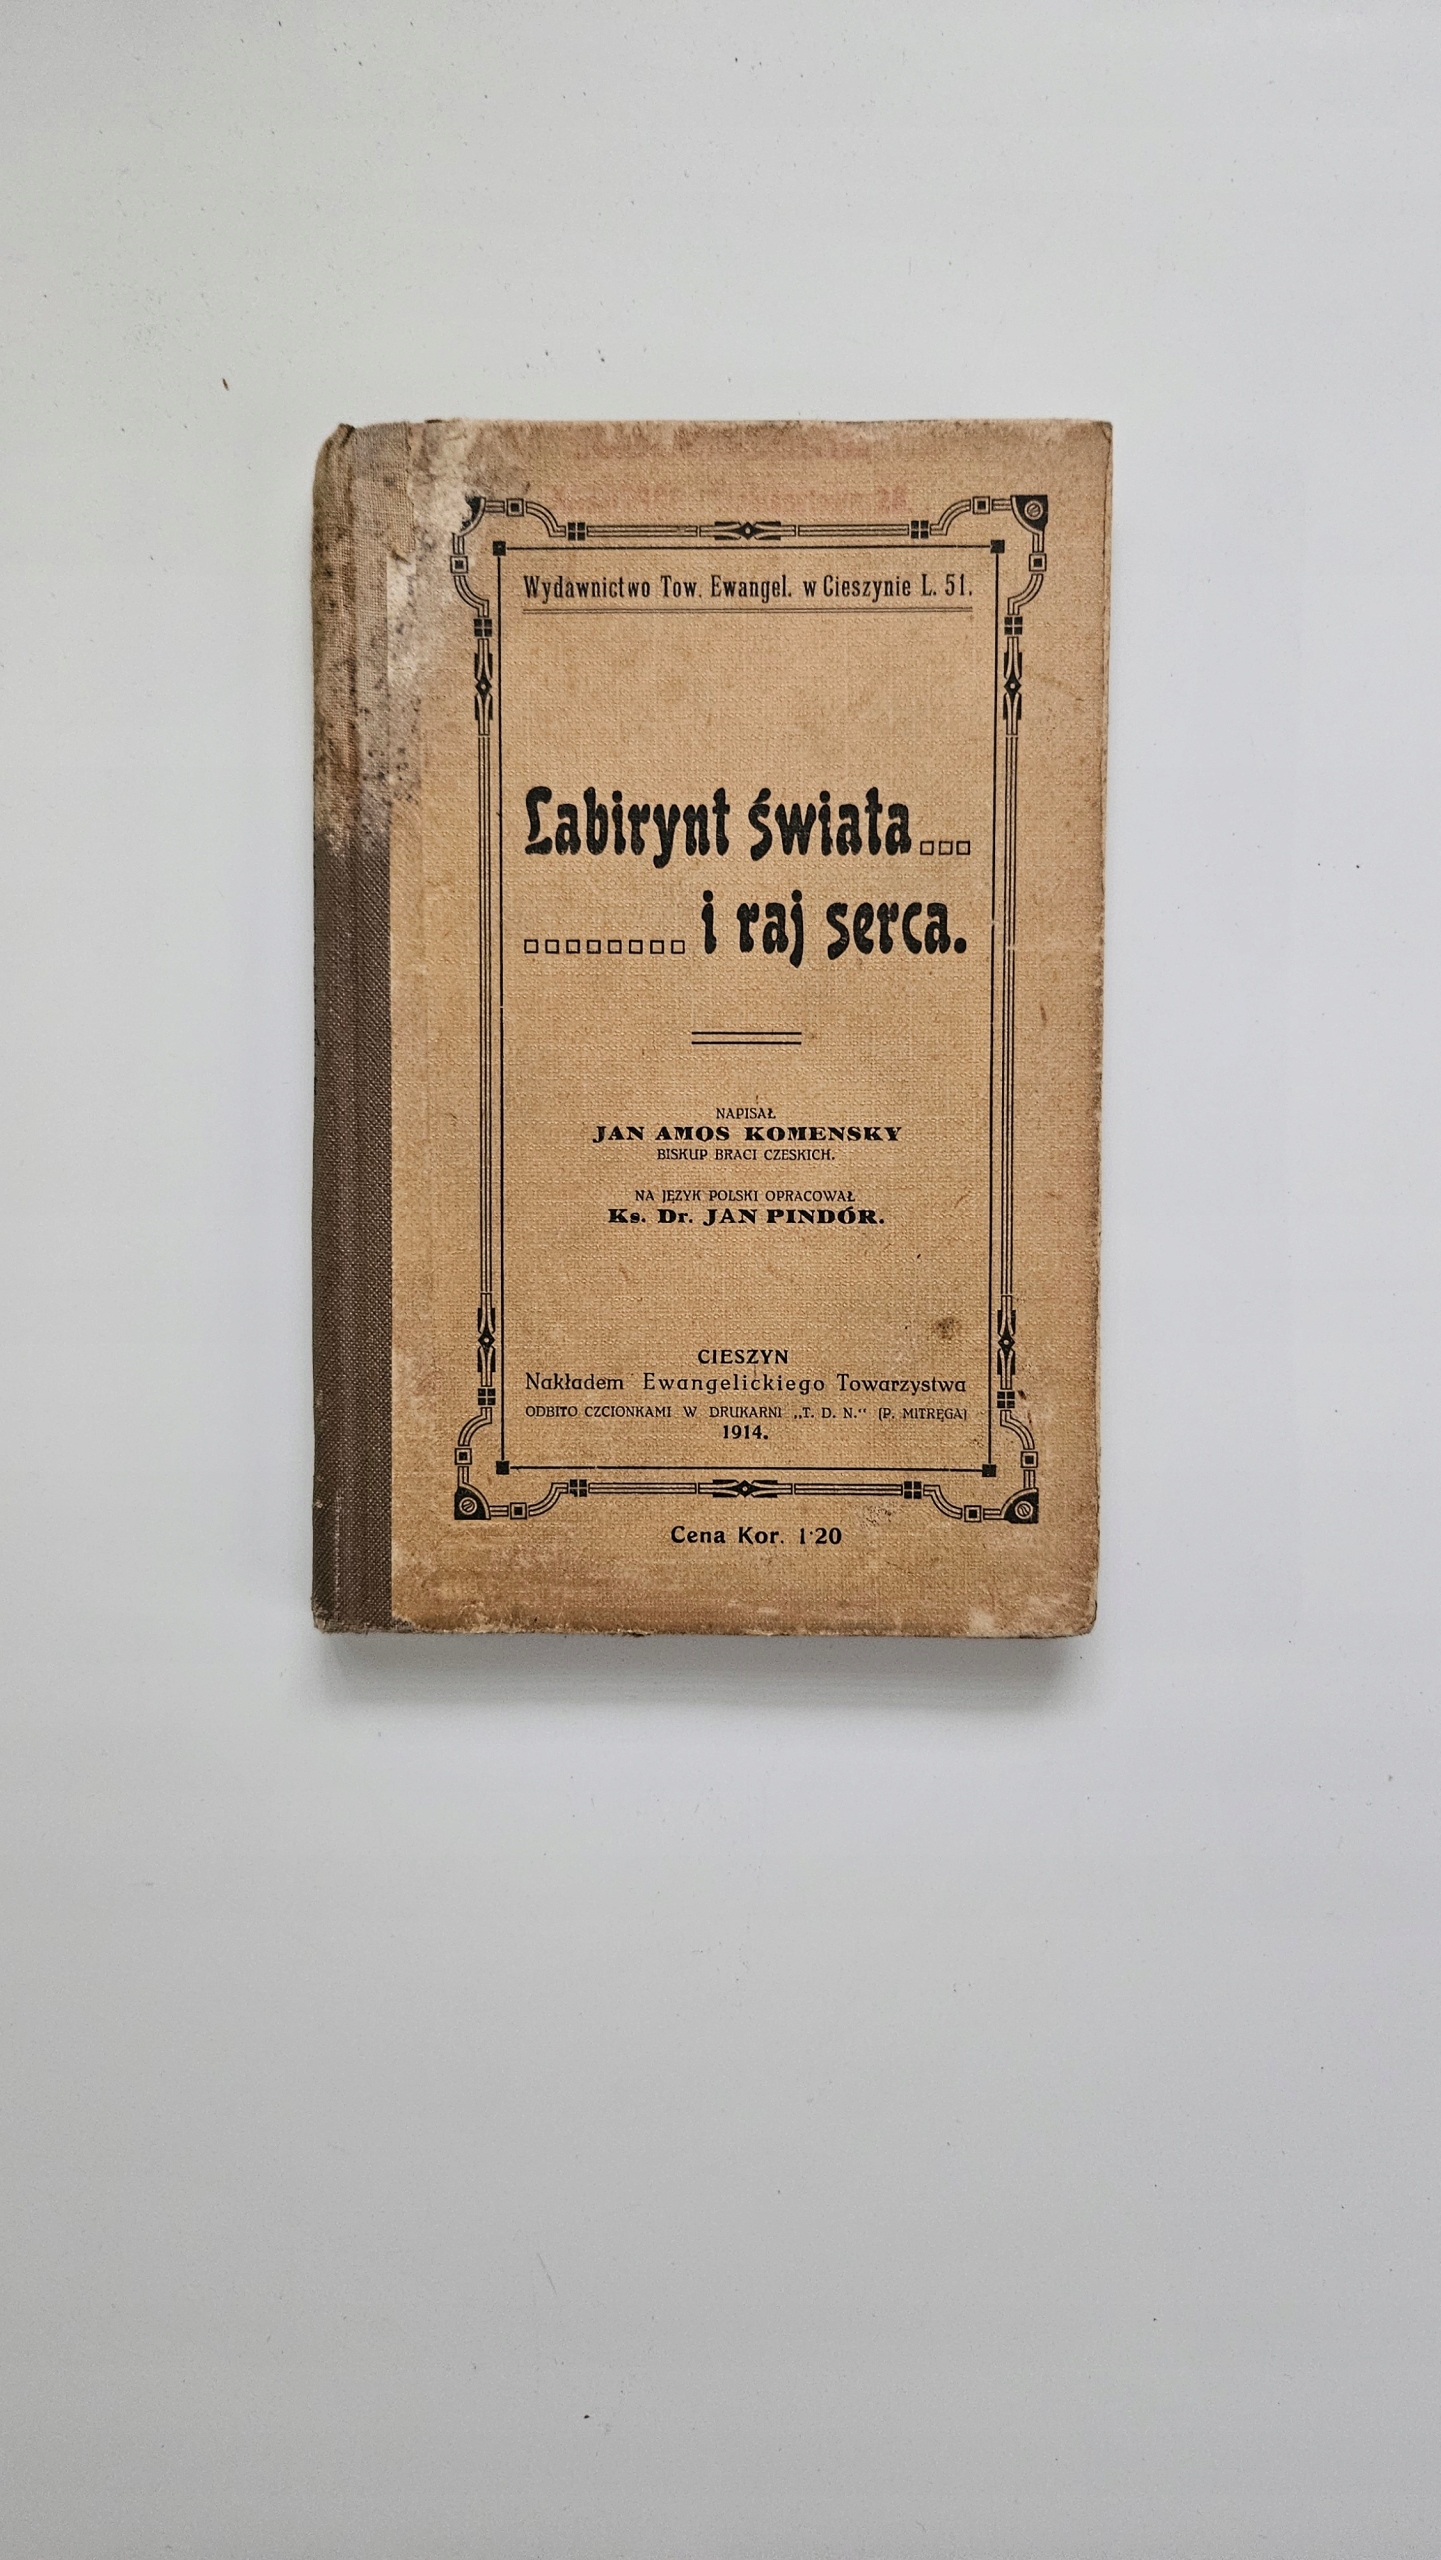 Wydawnictwo Tow. Ewangel. w Cieszynie L. 51.
Labirynt świata
i raj serca.
NAPISAŁ
JAN AMOS KOMENSKY
BISKUP BRACI CZESKICH.
NA JĘZYK POLSKI OPRACOWAŁ
Ks. Dr. JAN PINDÓR.
CIESZYN
Nakładem Ewangelickiego Towarzystwa
ODBITO CZCIONKAMI W DRUKARNI „T. D. N.“ (P. MITRĘGA)
1914.
Cena Kor. 1·20